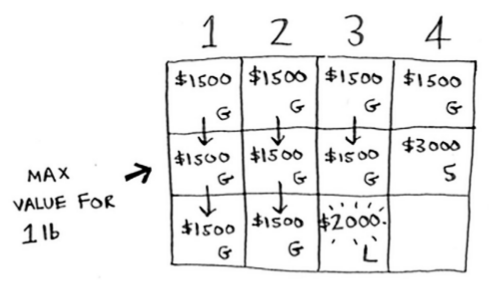 1 2 3 4
$1500 $1500 $1500 $1500
G G G G
$1500 $1500 $1500 $3000
G G G S
MAX
VALUE FOR
1 lb
$1500 $1500 $2000
G G L